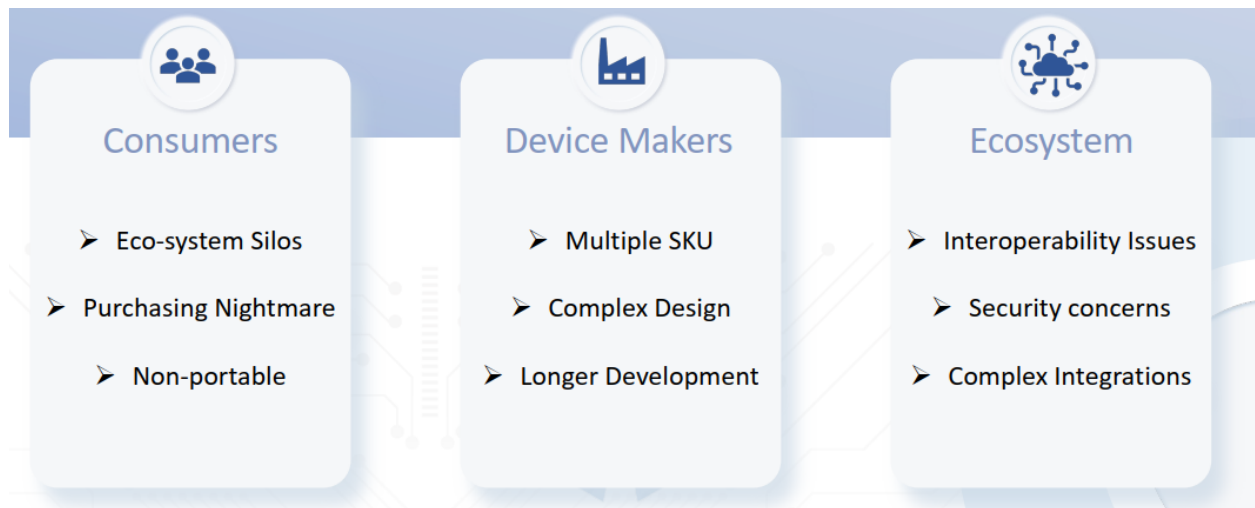 Consumers
➢ Eco-system Silos
➢ Purchasing Nightmare
➢ Non-portable
Device Makers
➢ Multiple SKU
➢ Complex Design
➢ Longer Development
Ecosystem
➢ Interoperability Issues
➢ Security concerns
➢ Complex Integrations